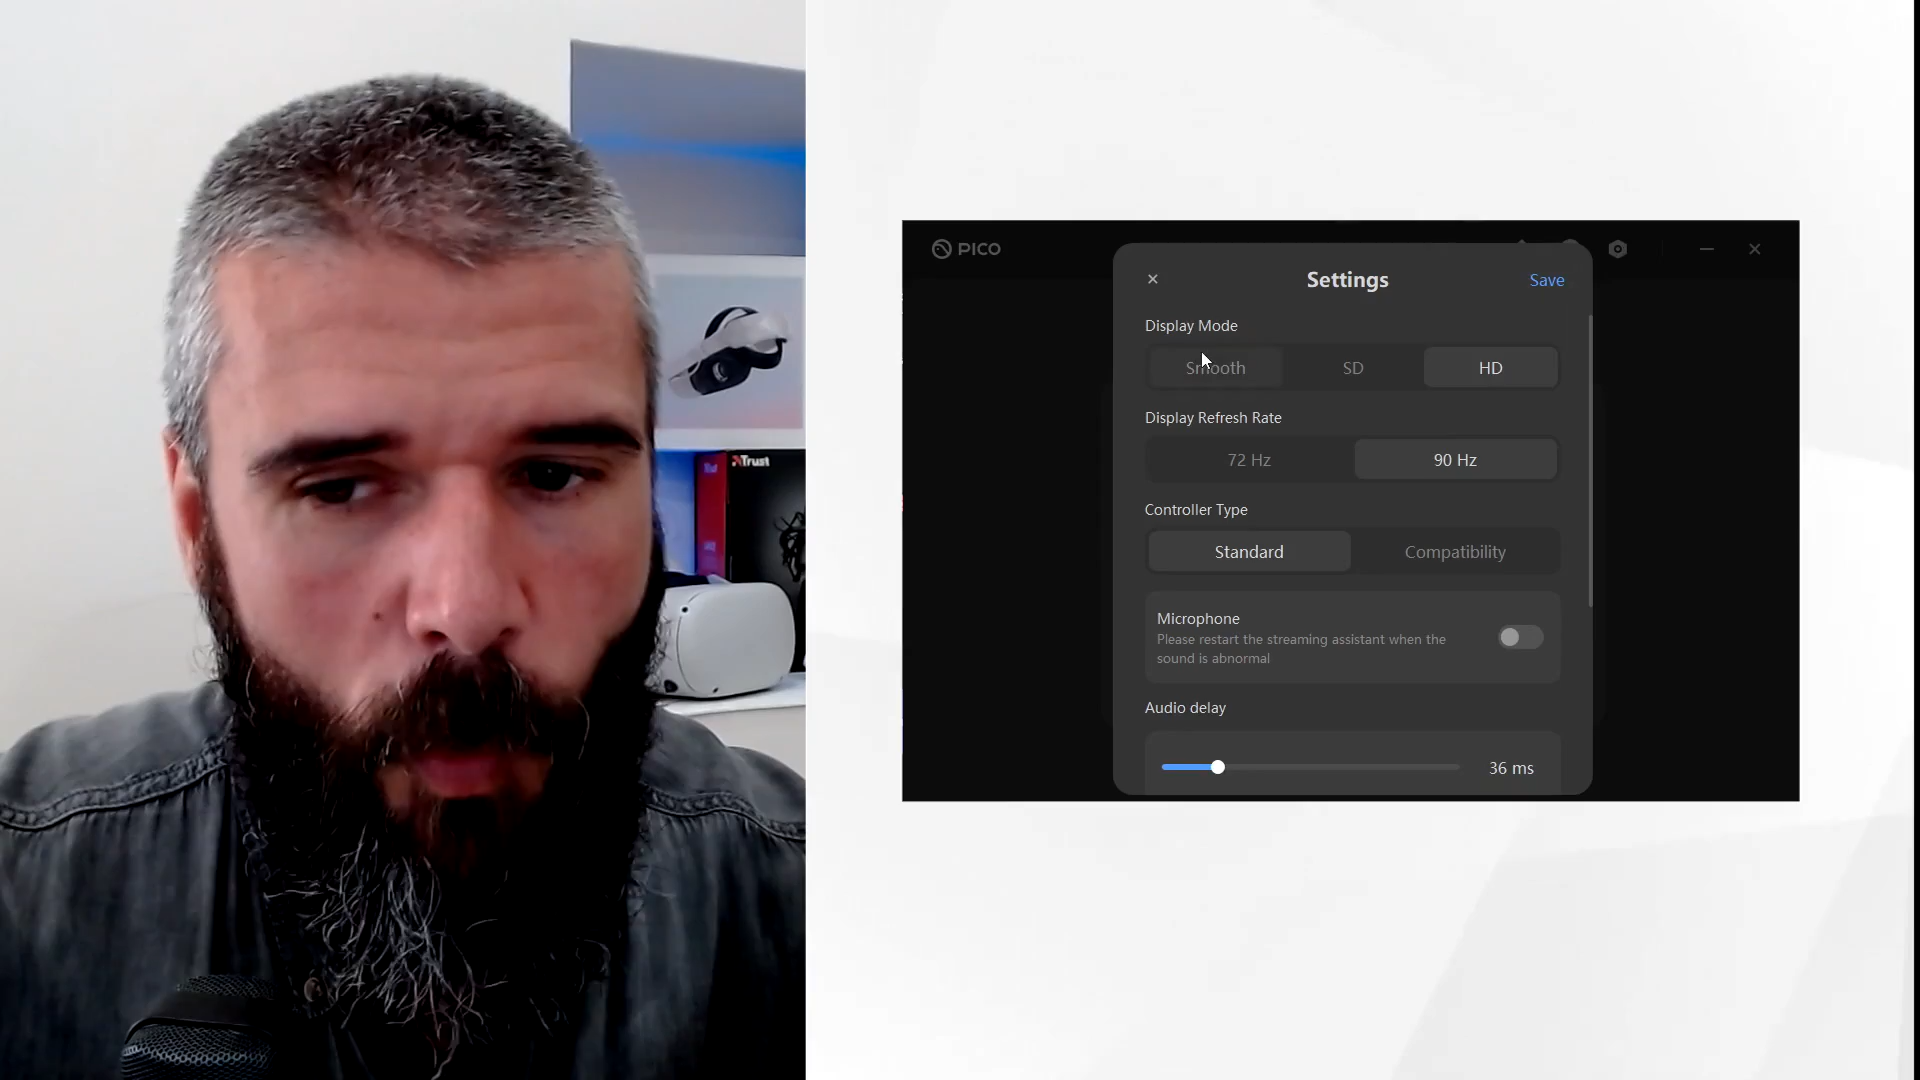 Trust
PICO
Settings
Save
Display Mode
Smooth
SD
HD
Display Refresh Rate
72 Hz
90 Hz
Controller Type
Standard
Compatibility
Microphone
Please restart the streaming assistant when the
sound is abnormal
Audio delay
36 ms